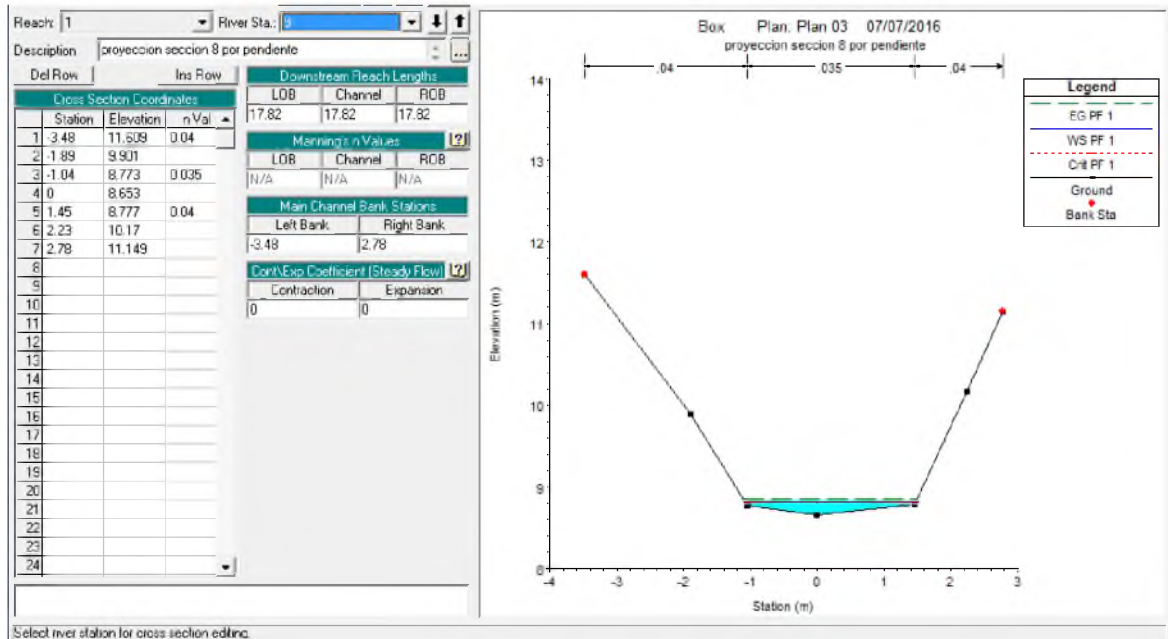 Reach: 1 River Sta.: 9
Description proyeccion seccion 8 por pendiente ...
Del Row Ins Row
Cross Section Coordinates
Station Elevation n Val
1 -3.48 11.609 0.04
2 -1.89 9.901
3 -1.04 8.773 0.035
4 0 8.653
5 1.45 8.777 0.04
6 2.23 10.17
7 2.78 11.149
8
9
10
11
12
13
14
15
16
17
18
19
20
21
22
23
24
Downstream Reach Lengths
LOB Channel ROB
17.82 17.82 17.82
Manning's n Values ?
LOB Channel ROB
N/A N/A N/A
Main Channel Bank Stations
Left Bank Right Bank
-3.48 2.78
Cont\Exp Coefficient (Steady Flow) ?
Contraction Expansion
0 0
Select river station for cross section editing.
Box Plan: Plan 03 07/07/2016
proyeccion seccion 8 por pendiente
.04 .035 .04
14
13
12
11
10
9
8
Elevation (m)
-4 -3 -2 -1 0 1 2 3
Station (m)
Legend
EG PF 1
WS PF 1
Crit PF 1
Ground
Bank Sta